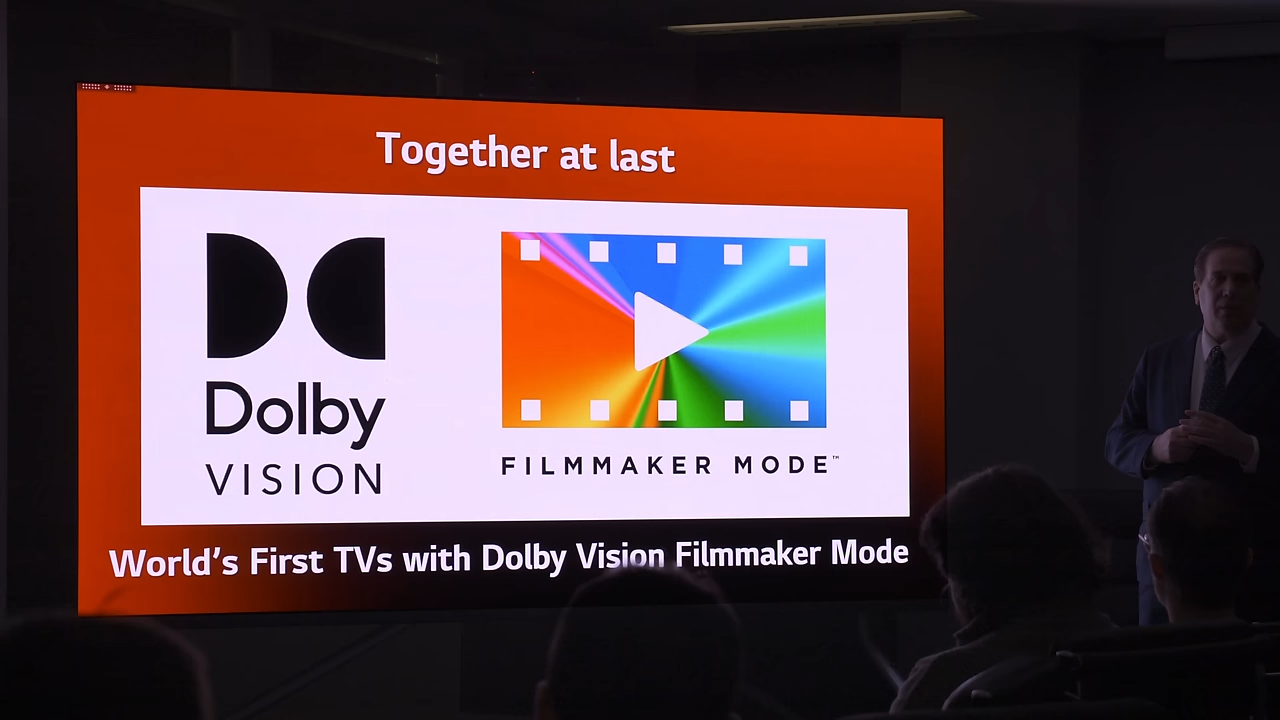 Together at last
Dolby
VISION
FILMMAKER MODE™
World's First TVs with Dolby Vision Filmmaker Mode